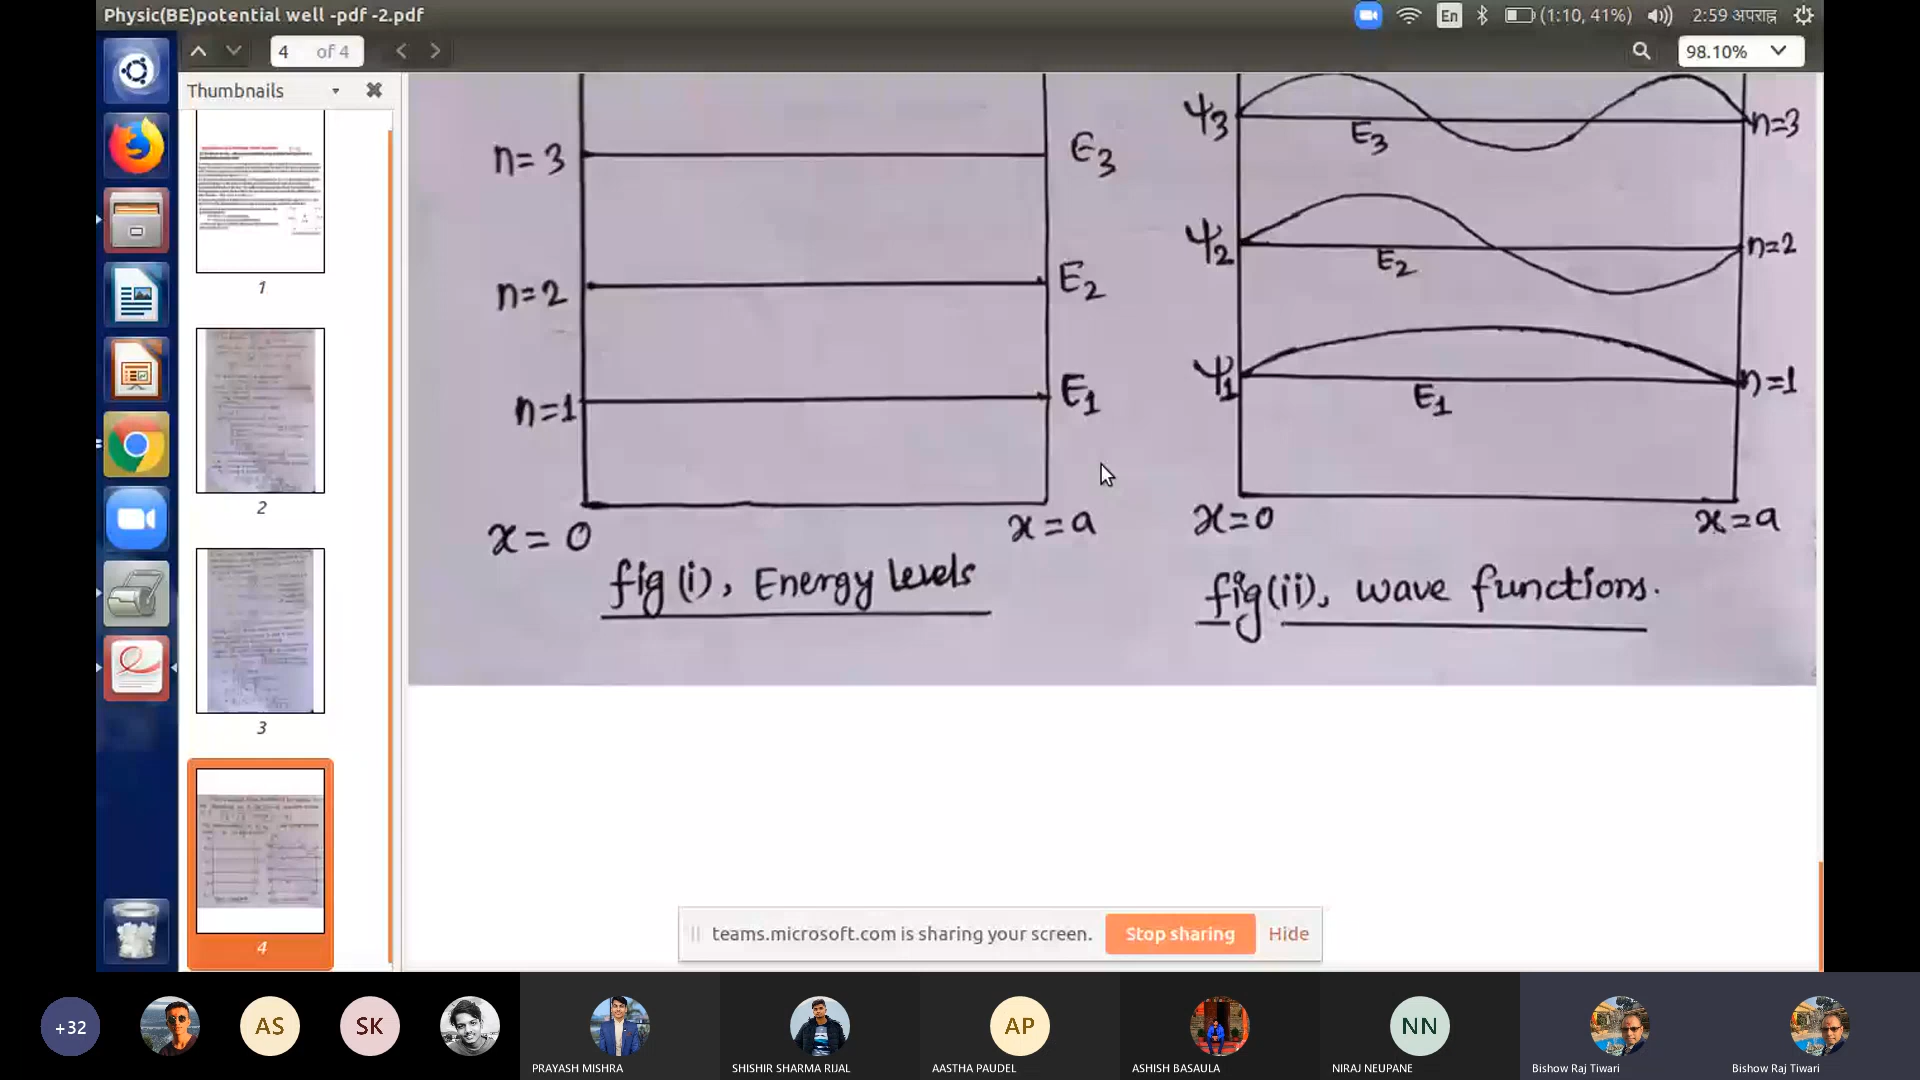 Physic(BE)potential well -pdf -2.pdf
En
(1:10, 41%)
2:59 अपराह्न
4 of 4
98.10%
Thumbnails
1
2
3
4
n=3 E3
n=2 E2
n=1 E1
x=0 x=a
fig(i), Energy levels
ψ3 E3 n=3
ψ2 E2 n=2
ψ1 E1 n=1
x=0 x=a
fig(ii), wave functions.
teams.microsoft.com is sharing your screen. Stop sharing Hide
+32
AS
SK
AP
NN
PRAYASH MISHRA
SHISHIR SHARMA RIJAL
AASTHA PAUDEL
ASHISH BASAULA
NIRAJ NEUPANE
Bishow Raj Tiwari
Bishow Raj Tiwari